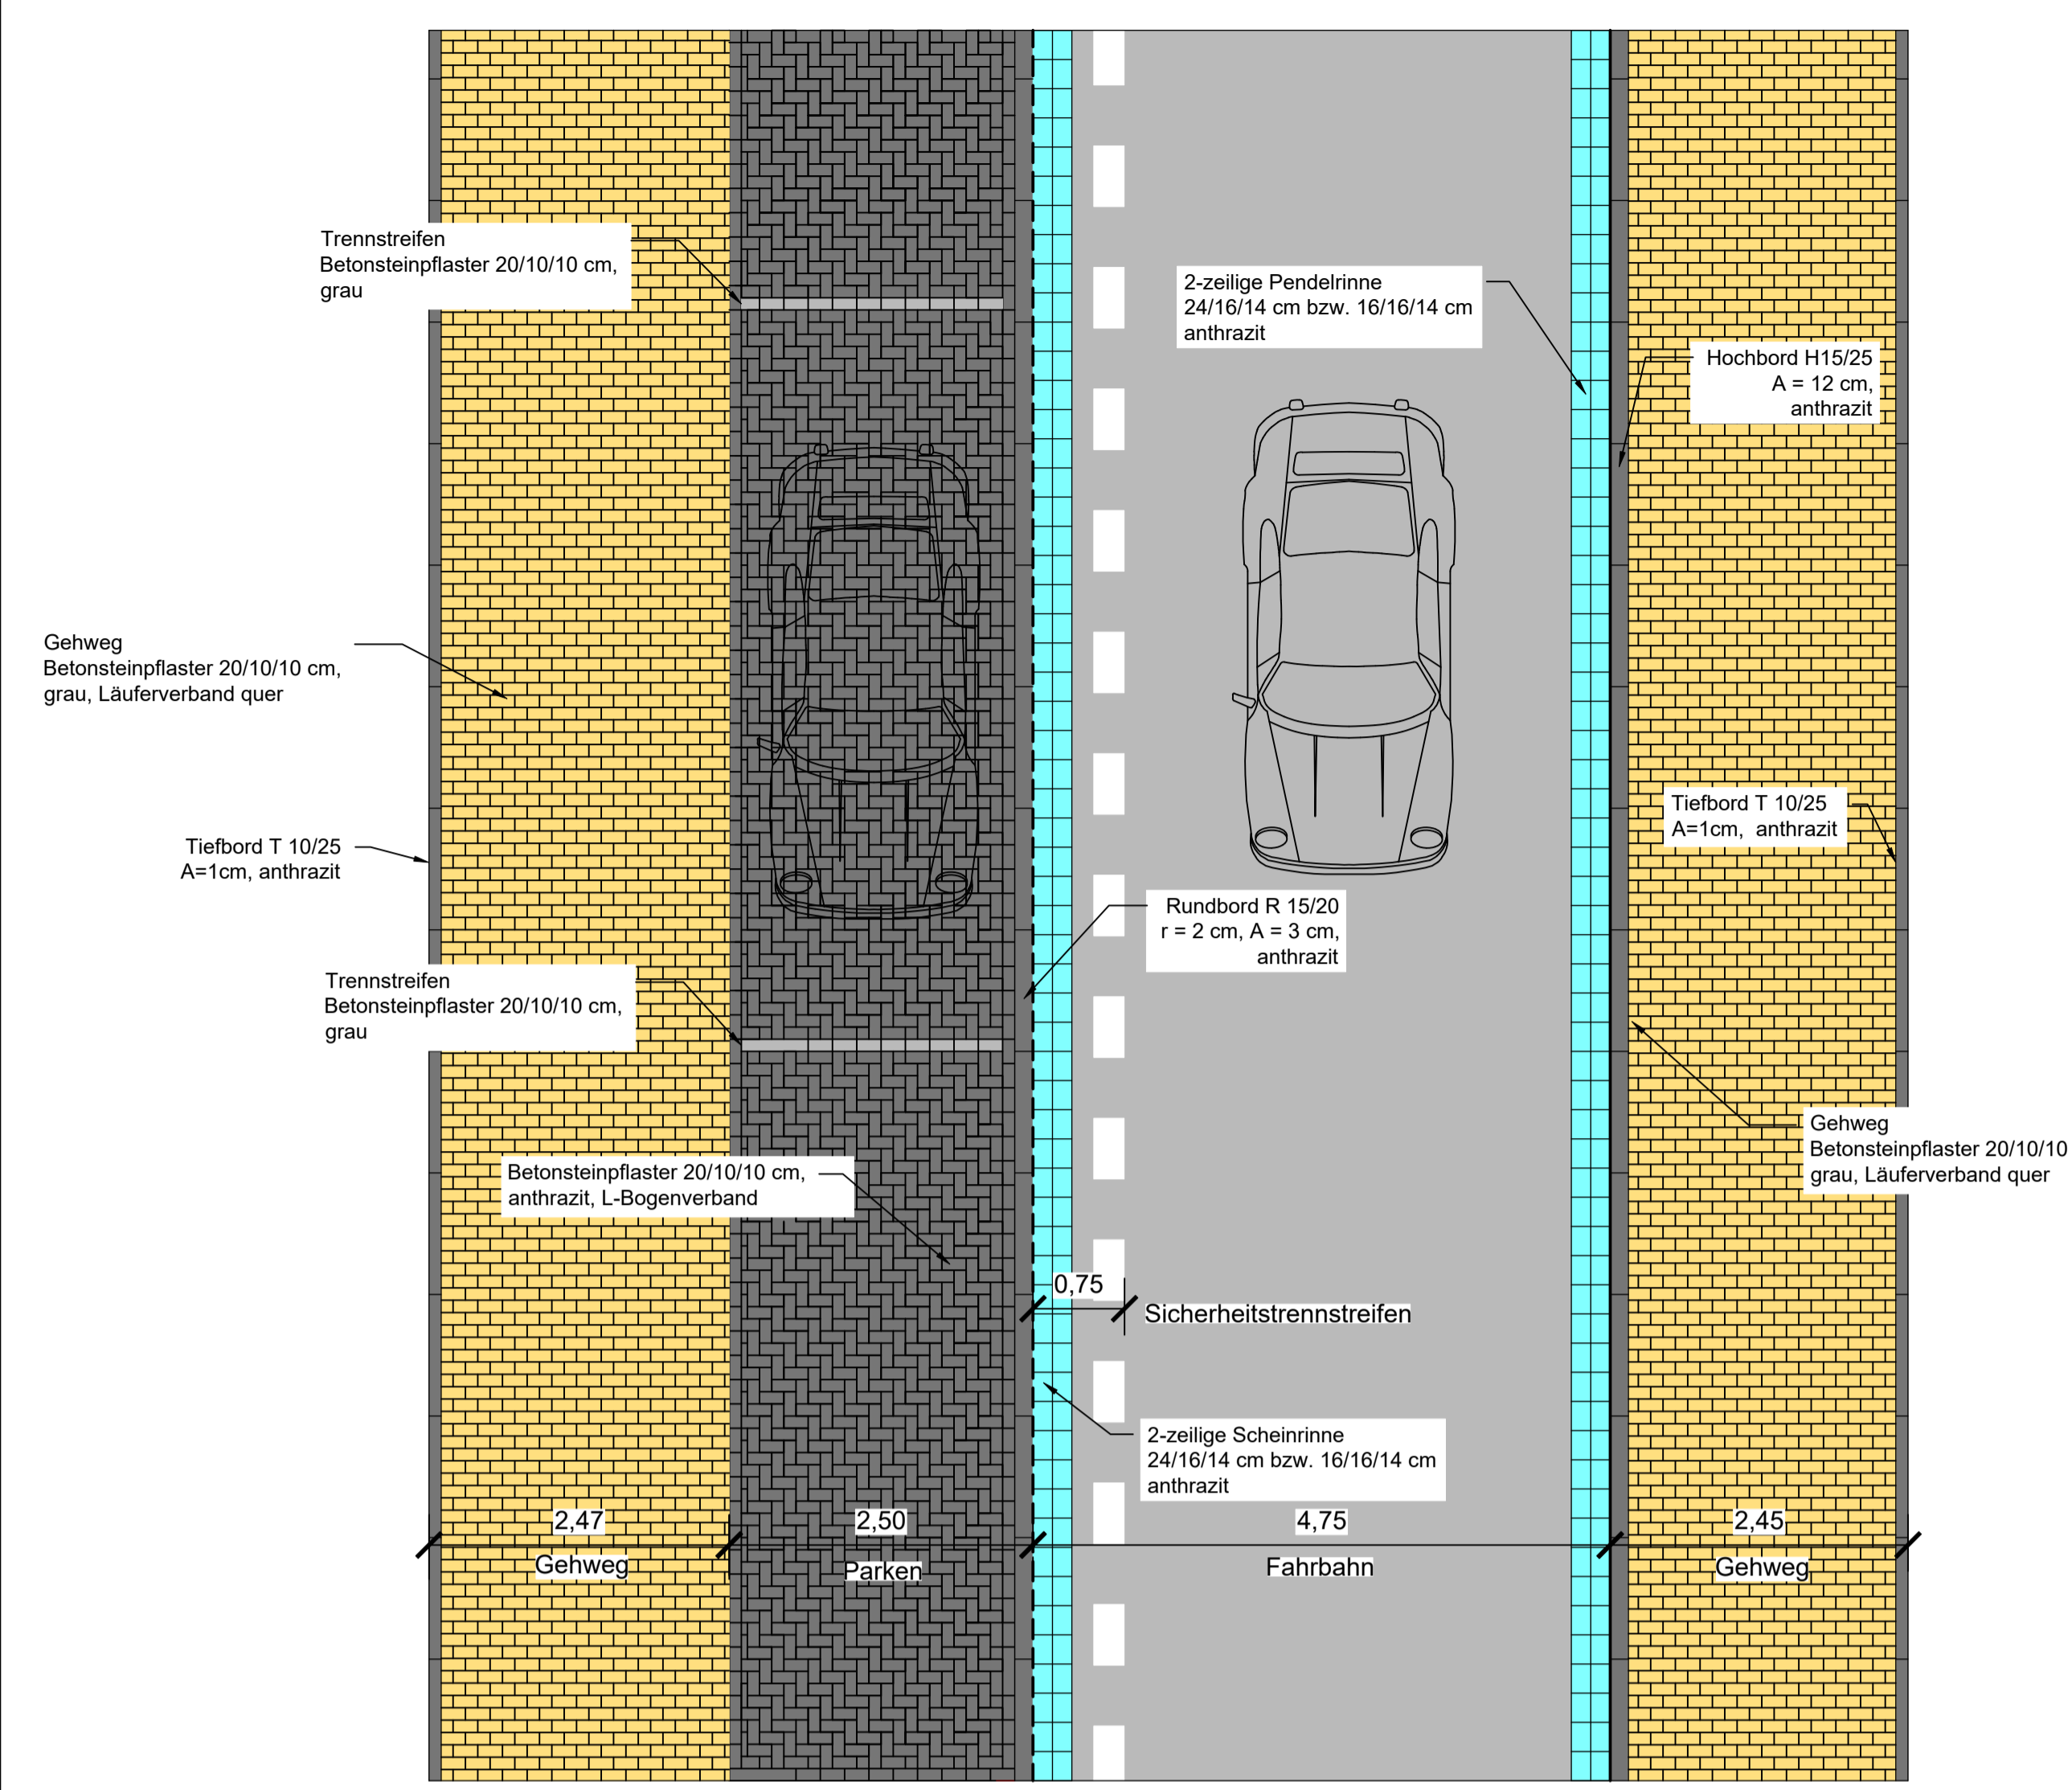 Trennstreifen
Betonsteinpflaster 20/10/10 cm,
grau
2-zeilige Pendelrinne
24/16/14 cm bzw. 16/16/14 cm
anthrazit
Hochbord H15/25
A = 12 cm,
anthrazit
Gehweg
Betonsteinpflaster 20/10/10 cm,
grau, Läuferverband quer
Tiefbord T 10/25
A=1cm, anthrazit
Tiefbord T 10/25
A=1cm, anthrazit
Rundbord R 15/20
r = 2 cm, A = 3 cm,
anthrazit
Trennstreifen
Betonsteinpflaster 20/10/10 cm,
grau
Gehweg
Betonsteinpflaster 20/10/10
grau, Läuferverband quer
Betonsteinpflaster 20/10/10 cm,
anthrazit, L-Bogenverband
0,75
Sicherheitstrennstreifen
2-zeilige Scheinrinne
24/16/14 cm bzw. 16/16/14 cm
anthrazit
2,47
2,50
4,75
2,45
Gehweg
Parken
Fahrbahn
Gehweg